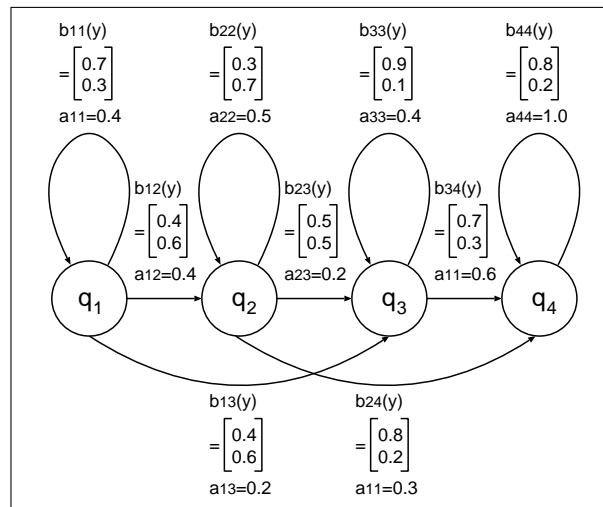 b11(y)
= [0.7
0.3]
a11=0.4
b22(y)
= [0.3
0.7]
a22=0.5
b33(y)
= [0.9
0.1]
a33=0.4
b44(y)
= [0.8
0.2]
a44=1.0
b12(y)
= [0.4
0.6]
a12=0.4
b23(y)
= [0.5
0.5]
a23=0.2
b34(y)
= [0.7
0.3]
a11=0.6
q1
q2
q3
q4
b13(y)
= [0.4
0.6]
a13=0.2
b24(y)
= [0.8
0.2]
a11=0.3